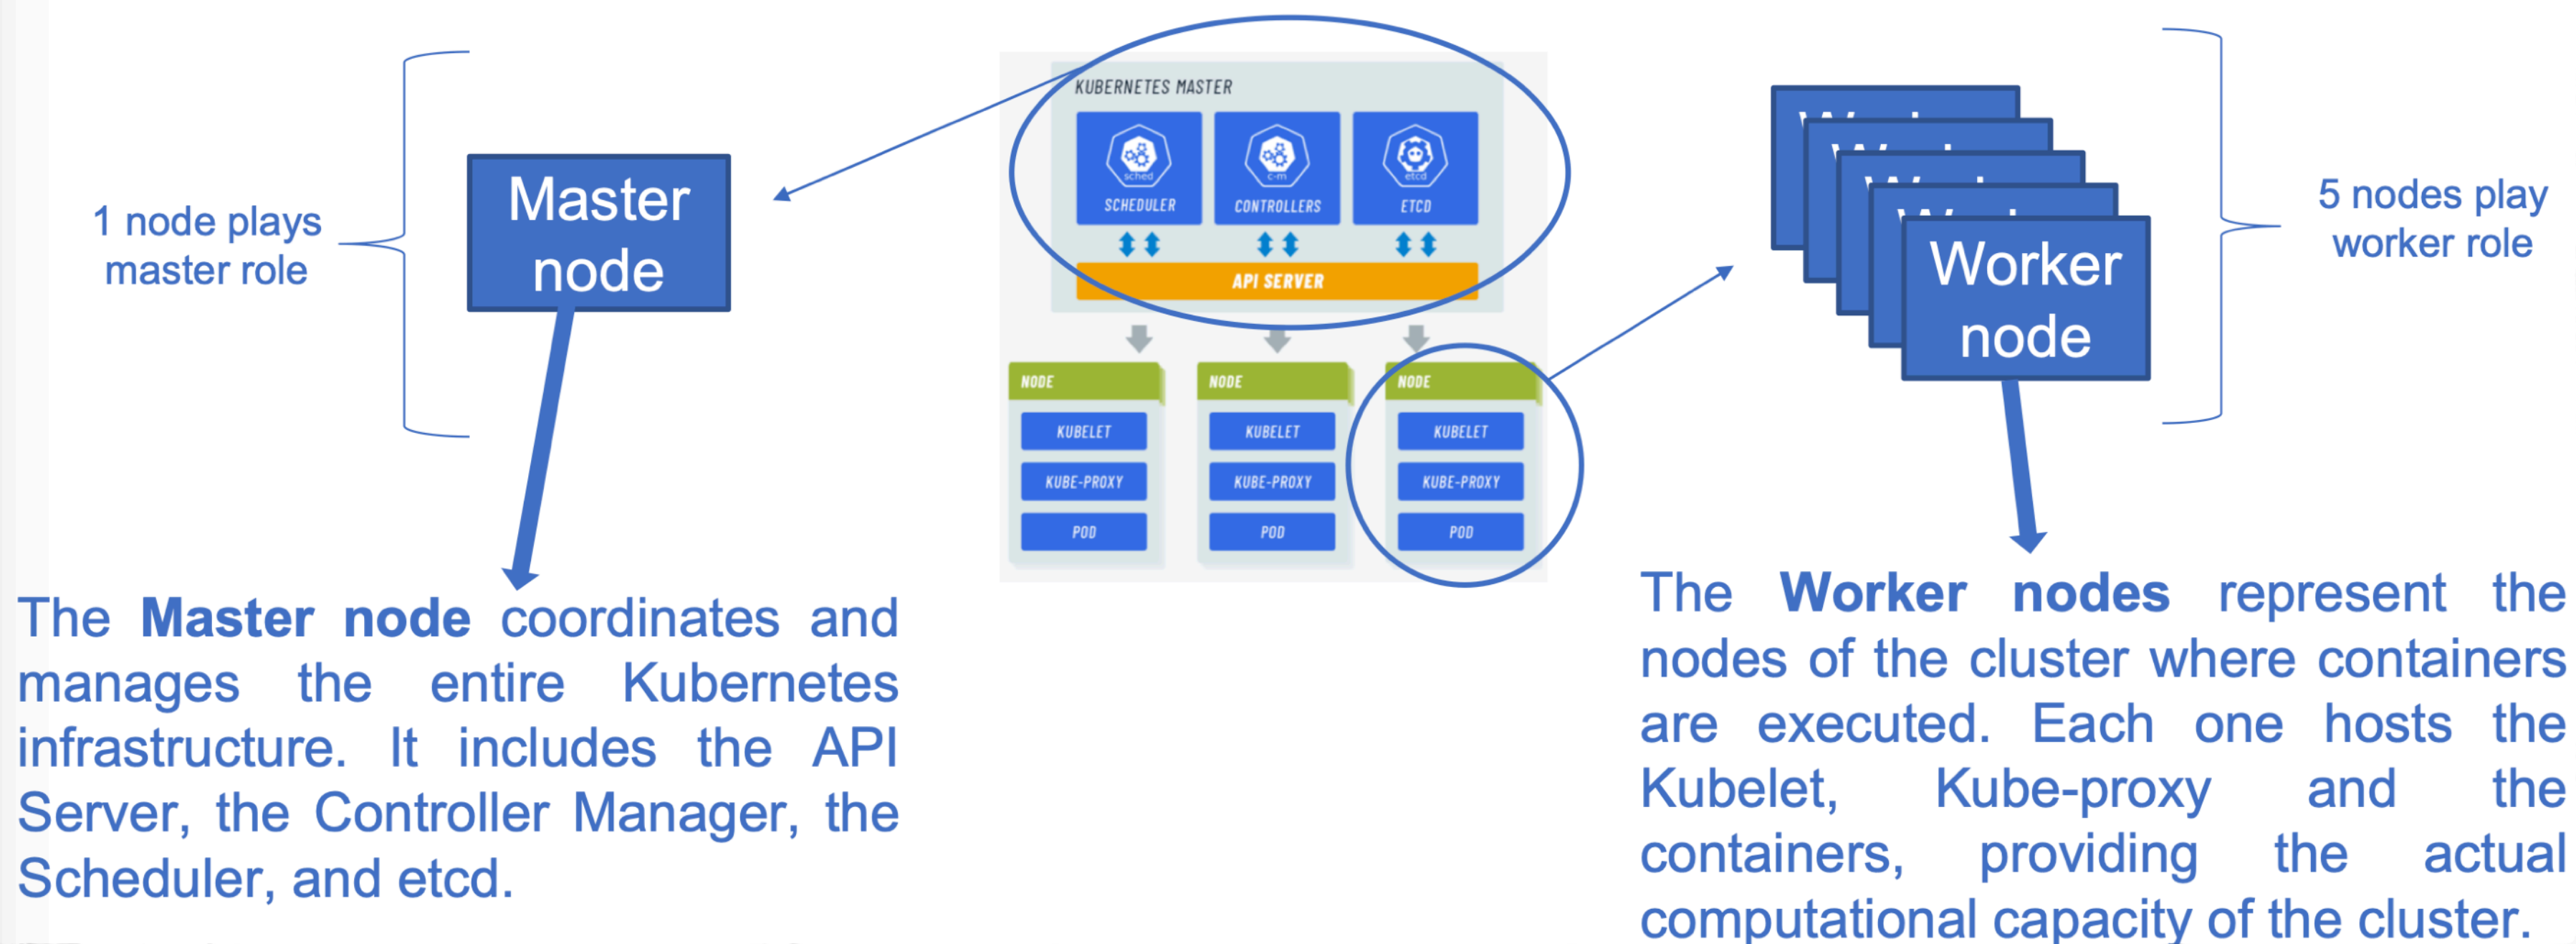 1 node plays
master role
Master
node
KUBERNETES MASTER
sched
c-m
etcd
SCHEDULER
CONTROLLERS
ETCD
API SERVER
NODE
KUBELET
KUBE-PROXY
POD
NODE
KUBELET
KUBE-PROXY
POD
NODE
KUBELET
KUBE-PROXY
POD
Worker
node
5 nodes play
worker role
The Master node coordinates and
manages the entire Kubernetes
infrastructure. It includes the API
Server, the Controller Manager, the
Scheduler, and etcd.
The Worker nodes represent the
nodes of the cluster where containers
are executed. Each one hosts the
Kubelet, Kube-proxy and the
containers, providing the actual
computational capacity of the cluster.